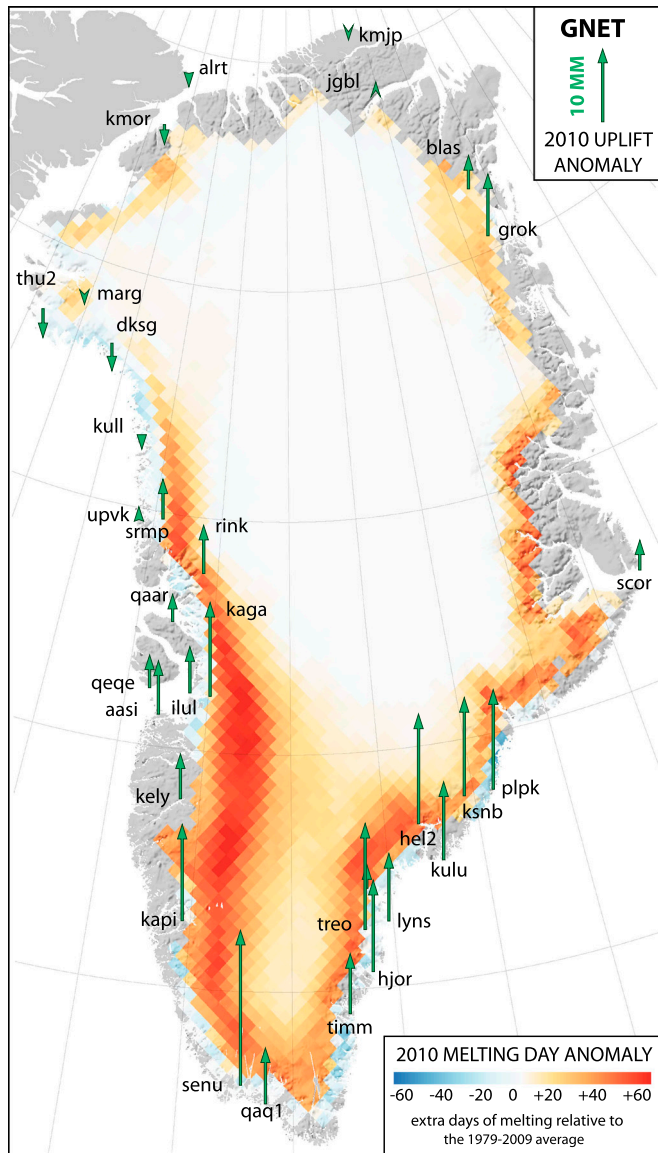 kmjp
alrt
jgbl
kmor
blas
grok
GNET
10 MM
2010 UPLIFT
ANOMALY
thu2
marg
dksg
kull
upvk
srmp
rink
scor
qaar
kaga
qeqe
aasi
ilul
kely
plpk
ksnb
hel2
kulu
kapi
treo
lyns
hjor
timm
senu
qaq1
2010 MELTING DAY ANOMALY
-60 -40 -20 0 +20 +40 +60
extra days of melting relative to
the 1979-2009 average